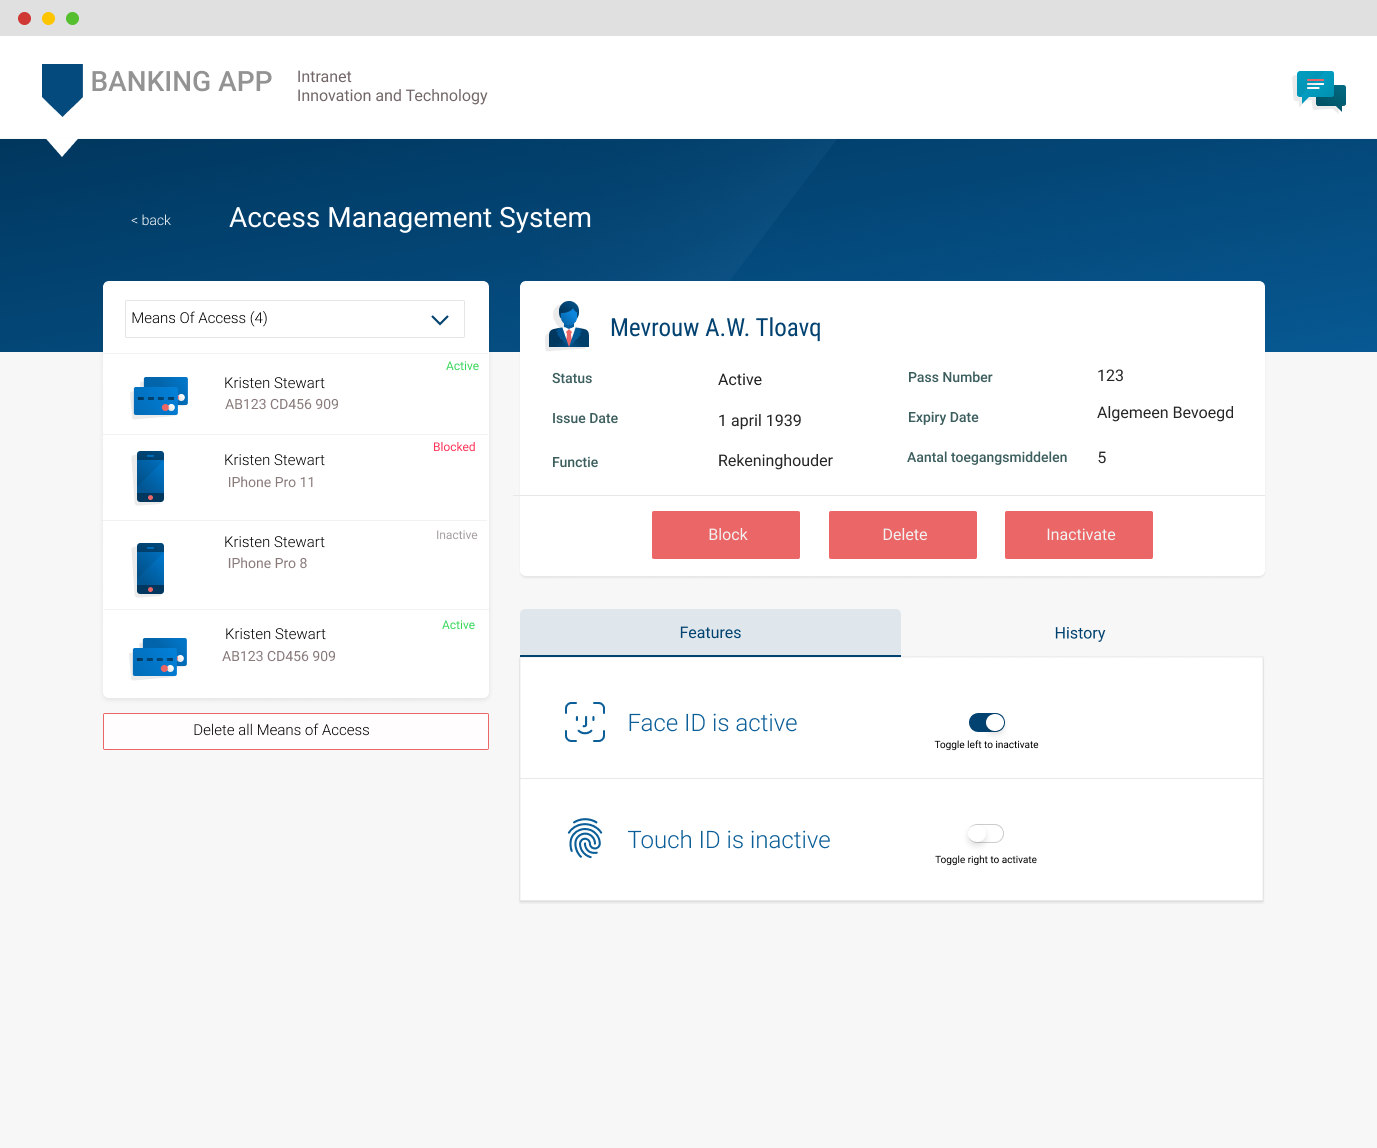 BANKING APP
Intranet
Innovation and Technology
< back
Access Management System
Means Of Access (4)
Active
Kristen Stewart
AB123 CD456 909
Blocked
Kristen Stewart
IPhone Pro 11
Inactive
Kristen Stewart
IPhone Pro 8
Active
Kristen Stewart
AB123 CD456 909
Delete all Means of Access
Mevrouw A.W. Tloavq
Status Active Pass Number 123
Issue Date 1 april 1939 Expiry Date Algemeen Bevoegd
Functie Rekeninghouder Aantal toegangsmiddelen 5
Block Delete Inactivate
Features History
Face ID is active
Toggle left to inactivate
Touch ID is inactive
Toggle right to activate